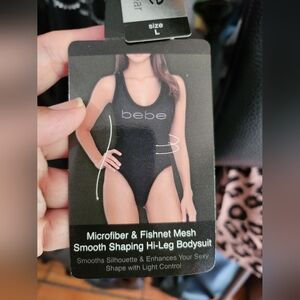 size
L
bebe
Microfiber & Fishnet Mesh
Smooth Shaping Hi-Leg Bodysuit
Smooths Silhouette & Enhances Your Sexy
Shape with Light Control